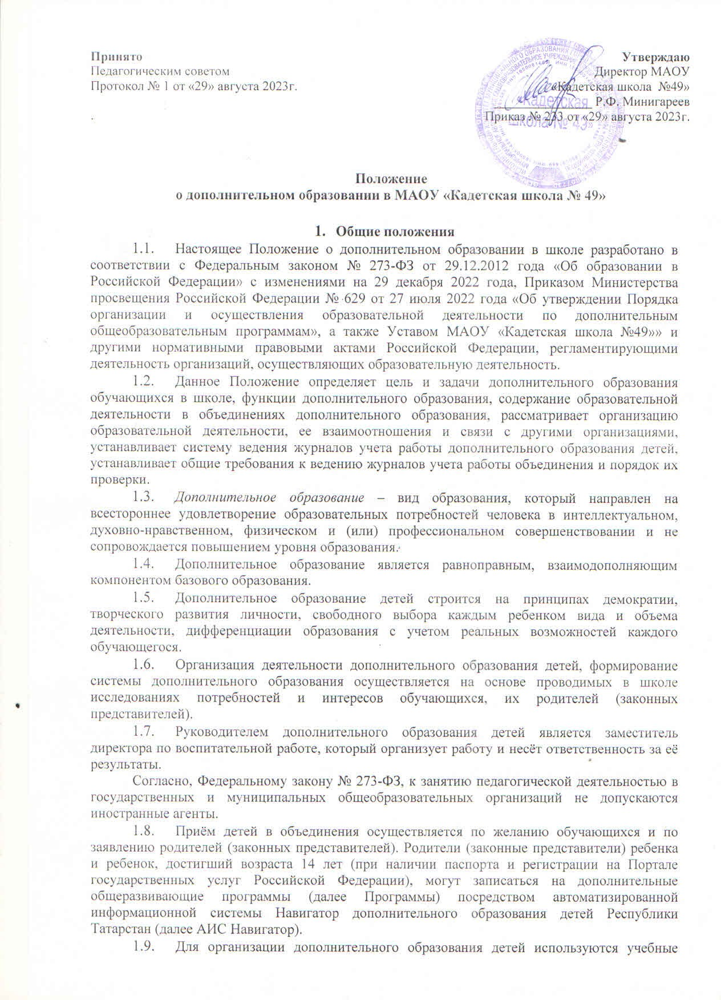 Принято
Педагогическим советом
Протокол № 1 от «29» августа 2023г.
.
Утверждаю
Директор МАОУ
«Кадетская школа №49»
________________ Р.Ф. Минигареев
Приказ № 233 от «29» августа 2023г.
«Кадетская
школа № 49»
Положение
о дополнительном образовании в МАОУ «Кадетская школа № 49»
1. Общие положения
1.1. Настоящее Положение о дополнительном образовании в школе разработано в
соответствии с Федеральным законом № 273-ФЗ от 29.12.2012 года «Об образовании в
Российской Федерации» с изменениями на 29 декабря 2022 года, Приказом Министерства
просвещения Российской Федерации № 629 от 27 июля 2022 года «Об утверждении Порядка
организации и осуществления образовательной деятельности по дополнительным
общеобразовательным программам», а также Уставом МАОУ «Кадетская школа №49»» и
другими нормативными правовыми актами Российской Федерации, регламентирующими
деятельность организаций, осуществляющих образовательную деятельность.
1.2. Данное Положение определяет цель и задачи дополнительного образования
обучающихся в школе, функции дополнительного образования, содержание образовательной
деятельности в объединениях дополнительного образования, рассматривает организацию
образовательной деятельности, ее взаимоотношения и связи с другими организациями,
устанавливает систему ведения журналов учета работы дополнительного образования детей,
устанавливает общие требования к ведению журналов учета работы объединения и порядок их
проверки.
1.3. Дополнительное образование – вид образования, который направлен на
всестороннее удовлетворение образовательных потребностей человека в интеллектуальном,
духовно-нравственном, физическом и (или) профессиональном совершенствовании и не
сопровождается повышением уровня образования.
1.4. Дополнительное образование является равноправным, взаимодополняющим
компонентом базового образования.
1.5. Дополнительное образование детей строится на принципах демократии,
творческого развития личности, свободного выбора каждым ребенком вида и объема
деятельности, дифференциации образования с учетом реальных возможностей каждого
обучающегося.
1.6. Организация деятельности дополнительного образования детей, формирование
системы дополнительного образования осуществляется на основе проводимых в школе
исследованиях потребностей и интересов обучающихся, их родителей (законных
представителей).
1.7. Руководителем дополнительного образования детей является заместитель
директора по воспитательной работе, который организует работу и несёт ответственность за её
результаты.
Согласно, Федеральному закону № 273-ФЗ, к занятию педагогической деятельностью в
государственных и муниципальных общеобразовательных организаций не допускаются
иностранные агенты.
1.8. Приём детей в объединения осуществляется по желанию обучающихся и по
заявлению родителей (законных представителей). Родители (законные представители) ребенка
и ребенок, достигший возраста 14 лет (при наличии паспорта и регистрации на Портале
государственных услуг Российской Федерации), могут записаться на дополнительные
общеразвивающие программы (далее Программы) посредством автоматизированной
информационной системы Навигатор дополнительного образования детей Республики
Татарстан (далее АИС Навигатор).
1.9. Для организации дополнительного образования детей используются учебные